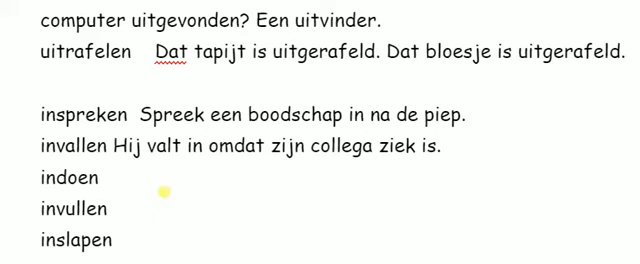 computer uitgevonden? Een uitvinder.
uitrafelen Dat tapijt is uitgerafeld. Dat bloesje is uitgerafeld.
inspreken Spreek een boodschap in na de piep.
invallen Hij valt in omdat zijn collega ziek is.
indoen
invullen
inslapen